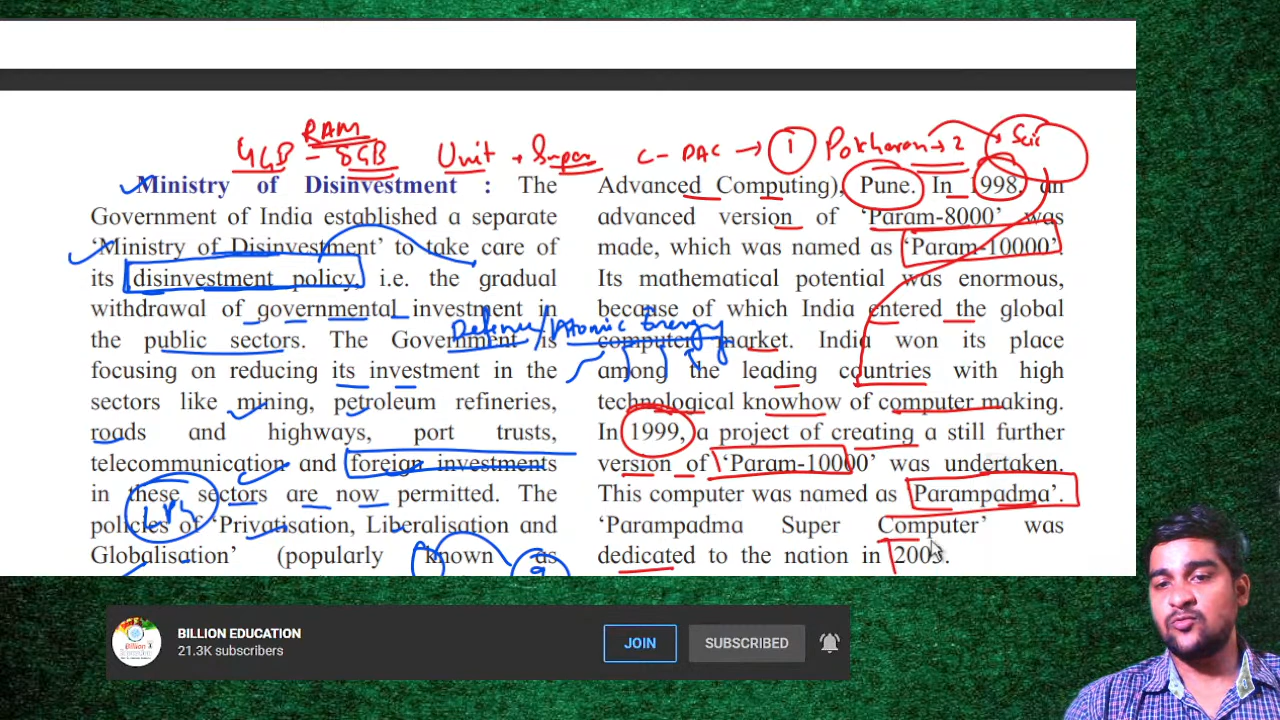 RAM
4GB - 8GB Unit + Super C-DAC → 1 Pokharan → 2
Ministry of Disinvestment : The
Government of India established a separate
‘Ministry of Disinvestment’ to take care of
its disinvestment policy, i.e. the gradual
withdrawal of governmental investment in
the public sectors. The Government is
focusing on reducing its investment in the
sectors like mining, petroleum refineries,
roads and highways, port trusts,
telecommunication and foreign investments
in these sectors are now permitted. The
policies of ‘Privatisation, Liberalisation and
Globalisation’ (popularly known as
Defence/Atomic Energy
LPG
Advanced Computing), Pune. In 1998, an
advanced version of ‘Param-8000’ was
made, which was named as ‘Param-10000’.
Its mathematical potential was enormous,
because of which India entered the global
computer market. India won its place
among the leading countries with high
technological knowhow of computer making.
In 1999, a project of creating a still further
version of ‘Param-10000’ was undertaken.
This computer was named as ‘Parampadma’.
‘Parampadma Super Computer’ was
dedicated to the nation in 2003.
BILLION EDUCATION
21.3K subscribers
JOIN
SUBSCRIBED
Billion